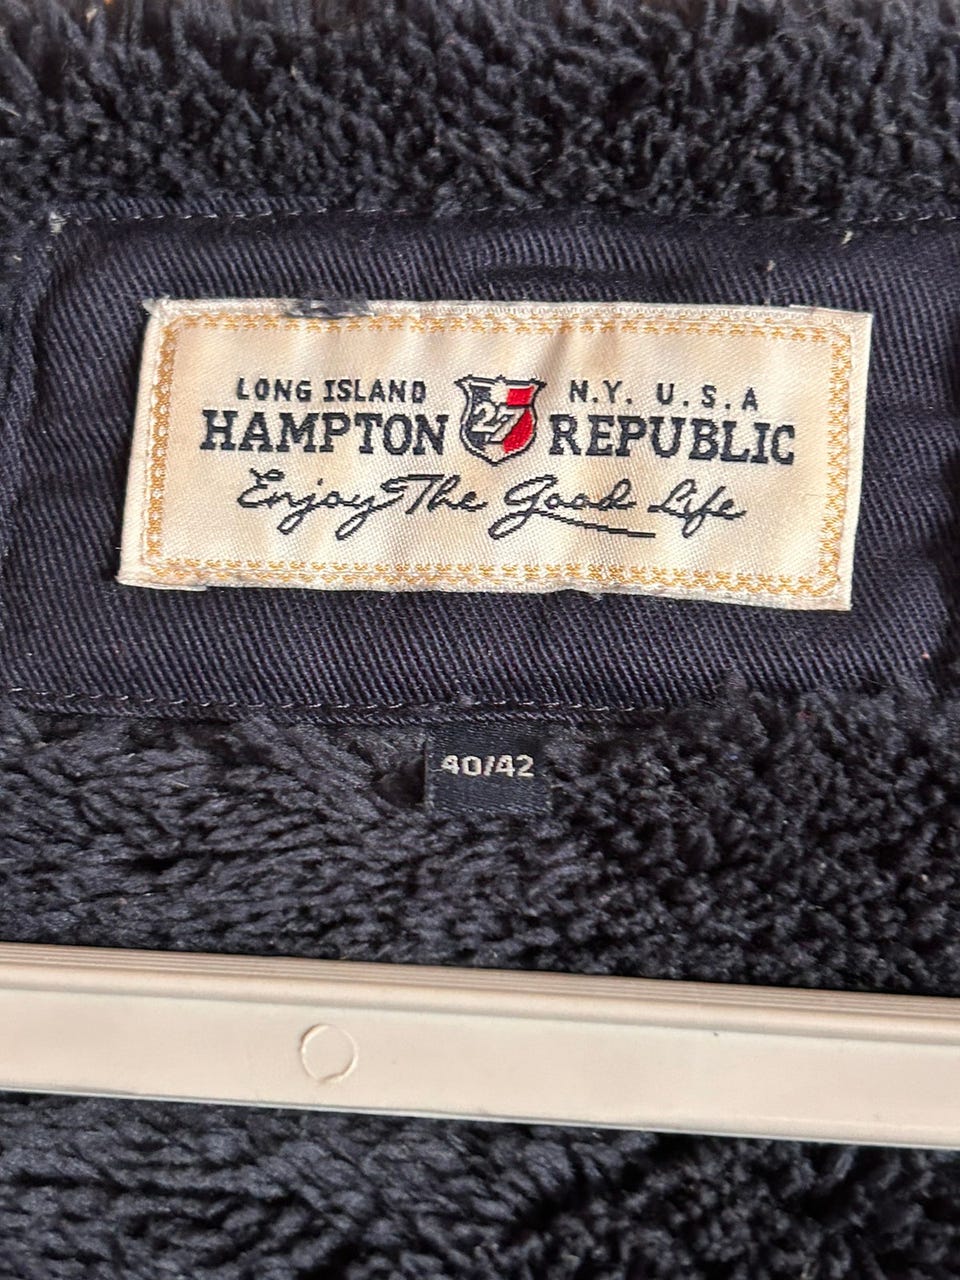 LONG ISLAND N.Y. U.S.A
HAMPTON 27 REPUBLIC
Enjoy The Good Life
40/42